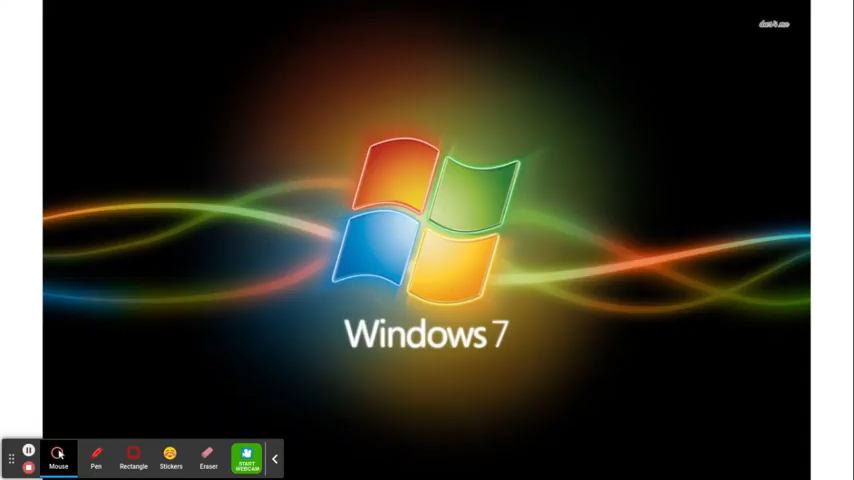 Windows 7
Mouse
Pen
Rectangle
Stickers
Eraser
START
WEBCAM